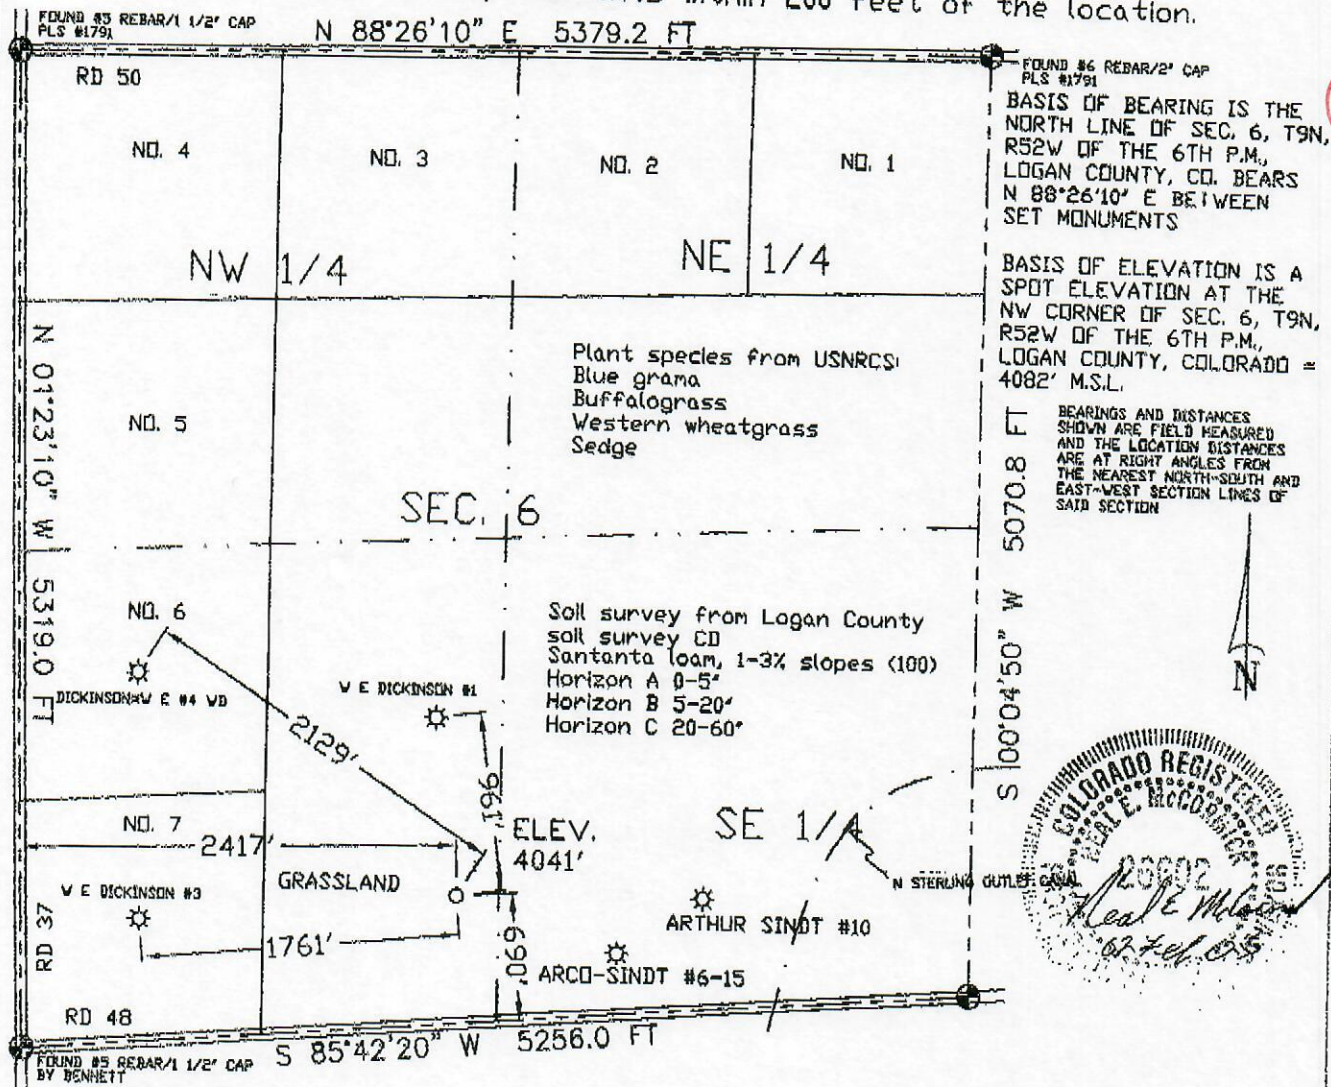 200 feet of the location.
FOUND #5 REBAR/1 1/2" CAP
PLS #1791
N 88°26'10" E 5379.2 FT
FOUND #6 REBAR/2" CAP
PLS #1791
RD 50
NO. 4
NO. 3
NO. 2
NO. 1
BASIS OF BEARING IS THE
NORTH LINE OF SEC. 6, T9N,
R52W OF THE 6TH P.M.,
LOGAN COUNTY, CO. BEARS
N 88°26'10" E BETWEEN
SET MONUMENTS
NW 1/4
NE 1/4
BASIS OF ELEVATION IS A
SPOT ELEVATION AT THE
NW CORNER OF SEC. 6, T9N,
R52W OF THE 6TH P.M.,
LOGAN COUNTY, COLORADO =
4082' M.S.L.
N 01°23'10" W 5319.0 FT
Plant species from USNRCS:
Blue grama
Buffalograss
Western wheatgrass
Sedge
NO. 5
BEARINGS AND DISTANCES
SHOWN ARE FIELD MEASURED
AND THE LOCATION DISTANCES
ARE AT RIGHT ANGLES FROM
THE NEAREST NORTH-SOUTH AND
EAST-WEST SECTION LINES OF
SAID SECTION
S 00°04'50" W 5070.8 FT
SEC. 6
NO. 6
Soil survey from Logan County
soil survey CD
Santanta loam, 1-3% slopes (100)
Horizon A 0-5"
Horizon B 5-20"
Horizon C 20-60"
N
DICKINSON W E #4 WD
W E DICKINSON #1
2129'
961'
ELEV.
4041'
SE 1/4
NO. 7
2417'
N STERLING OUTLET CANAL
W E DICKINSON #3
GRASSLAND
ARTHUR SINDT #10
1761'
690'
ARCO-SINDT #6-15
RD 37
RD 48
S 85°42'20" W 5256.0 FT
FOUND #5 REBAR/1 1/2" CAP
BY BENNETT
COLORADO REGISTERED
NEAL E. McCORMICK
26602